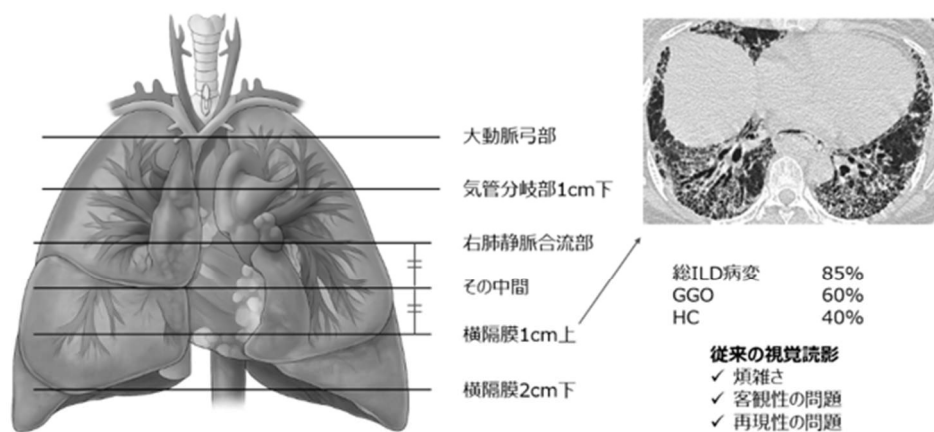 大動脈弓部
気管分岐部1cm下
右肺静脈合流部
その中間
横隔膜1cm上
横隔膜2cm下
総ILD病変 85%
GGO 60%
HC 40%
従来の視覚読影
✓ 煩雑さ
✓ 客観性の問題
✓ 再現性の問題